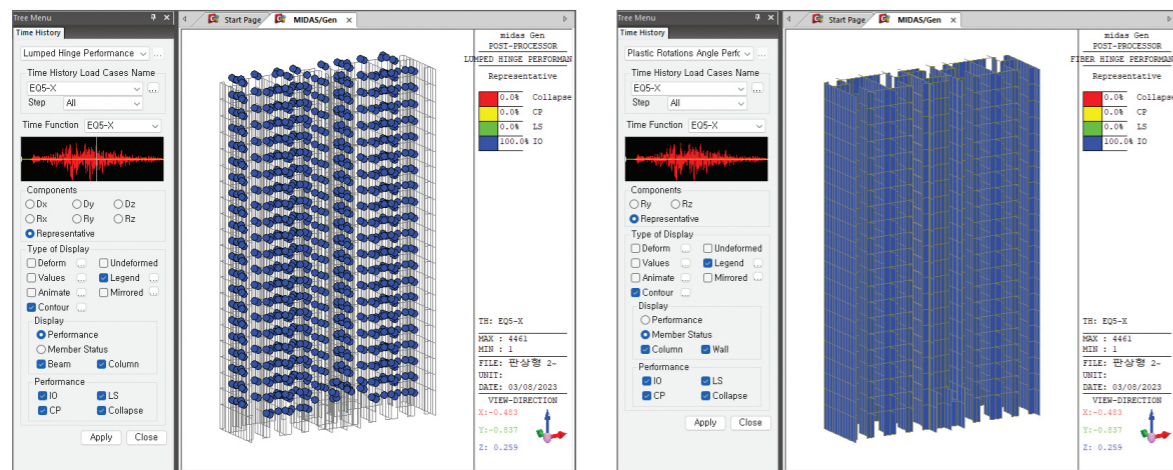 Tree Menu
Start Page
MIDAS/Gen
Time History
Lumped Hinge Performance
Time History Load Cases Name
EQ5-X
Step
All
Time Function
EQ5-X
Components
Dx
Dy
Dz
Rx
Ry
Rz
Representative
Type of Display
Deform
Undeformed
Values
Legend
Animate
Mirrored
Contour
Display
Performance
Member Status
Beam
Column
Performance
IO
LS
CP
Collapse
Apply
Close
midas Gen
POST-PROCESSOR
LUMPED HINGE PERFORMAN
Representative
0.0% Collapse
0.0% CP
0.0% LS
100.0% IO
TH: EQ5-X
MAX : 4461
MIN : 1
FILE: 판상형 2~
UNIT:
DATE: 03/08/2023
VIEW-DIRECTION
X:-0.483
Y:-0.837
Z: 0.259
Tree Menu
Start Page
MIDAS/Gen
Time History
Plastic Rotations Angle Perfc
Time History Load Cases Name
EQ5-X
Step
All
Time Function
EQ5-X
Components
Ry
Rz
Representative
Type of Display
Deform
Undeformed
Values
Legend
Animate
Mirrored
Contour
Display
Performance
Member Status
Column
Wall
Performance
IO
LS
CP
Collapse
Apply
Close
midas Gen
POST-PROCESSOR
FIBER HINGE PERFORMAN
Representative
0.0% Collapse
0.0% CP
0.0% LS
100.0% IO
TH: EQ5-X
MAX : 4461
MIN : 1
FILE: 판상형 2~
UNIT:
DATE: 03/08/2023
VIEW-DIRECTION
X:-0.483
Y:-0.837
Z: 0.259